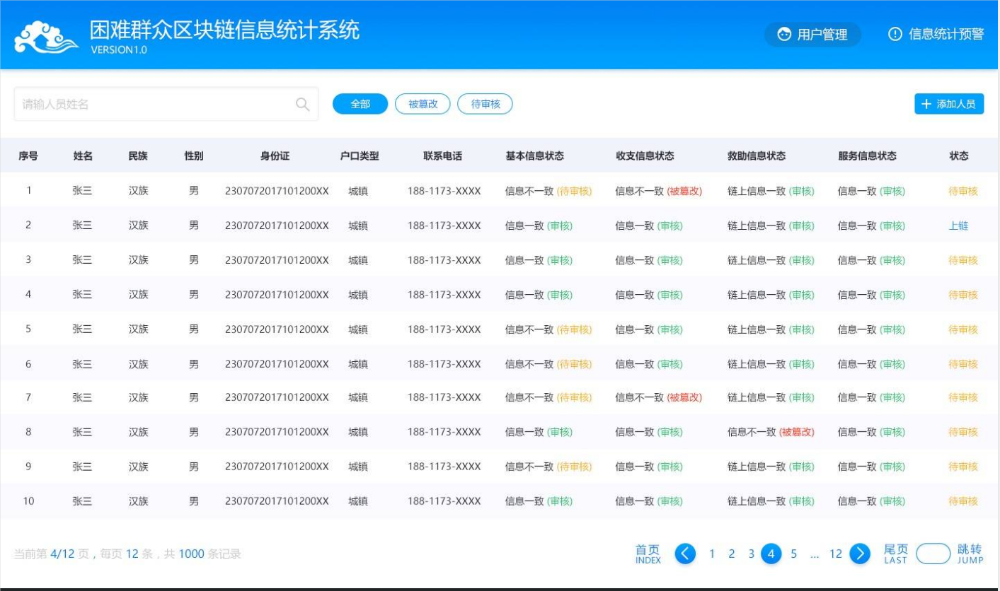 困难群众区块链信息统计系统
VERSION1.0
用户管理
信息统计预警
请输人员姓名
全部 被篡改 待审核
添加人员
序号 姓名 民族 性别 身份证 户口类型 联系电话 基本信息状态 收支信息状态 救助信息状态 服务信息状态 状态
1 张三 汉族 男 2307072017101200XX 城镇 188-1173-XXXX 信息不一致 (待审核) 信息不一致 (被篡改) 链上信息一致 (审核) 信息一致 (审核) 待审核
2 张三 汉族 男 2307072017101200XX 城镇 188-1173-XXXX 信息一致 (审核) 信息一致 (审核) 链上信息一致 (审核) 信息一致 (审核) 上链
3 张三 汉族 男 2307072017101200XX 城镇 188-1173-XXXX 信息一致 (审核) 信息一致 (审核) 链上信息一致 (审核) 信息一致 (审核) 待审核
4 张三 汉族 男 2307072017101200XX 城镇 188-1173-XXXX 信息一致 (审核) 信息一致 (审核) 链上信息一致 (审核) 信息一致 (审核) 待审核
5 张三 汉族 男 2307072017101200XX 城镇 188-1173-XXXX 信息不一致 (待审核) 信息一致 (审核) 链上信息一致 (审核) 信息一致 (审核) 待审核
6 张三 汉族 男 2307072017101200XX 城镇 188-1173-XXXX 信息不一致 (待审核) 信息一致 (审核) 链上信息一致 (审核) 信息一致 (审核) 待审核
7 张三 汉族 男 2307072017101200XX 城镇 188-1173-XXXX 信息不一致 (待审核) 信息不一致 (被篡改) 链上信息一致 (审核) 信息一致 (审核) 待审核
8 张三 汉族 男 2307072017101200XX 城镇 188-1173-XXXX 信息一致 (审核) 信息一致 (审核) 信息不一致 (被篡改) 信息一致 (审核) 待审核
9 张三 汉族 男 2307072017101200XX 城镇 188-1173-XXXX 信息不一致 (待审核) 信息一致 (审核) 链上信息一致 (审核) 信息一致 (审核) 待审核
10 张三 汉族 男 2307072017101200XX 城镇 188-1173-XXXX 信息一致 (审核) 信息一致 (审核) 链上信息一致 (审核) 信息一致 (审核) 待审核
当前第 4/12 页，每页 12 条，共 1000 条记录
首页
INDEX
1 2 3 4 5 ... 12
尾页
LAST
跳转
JUMP